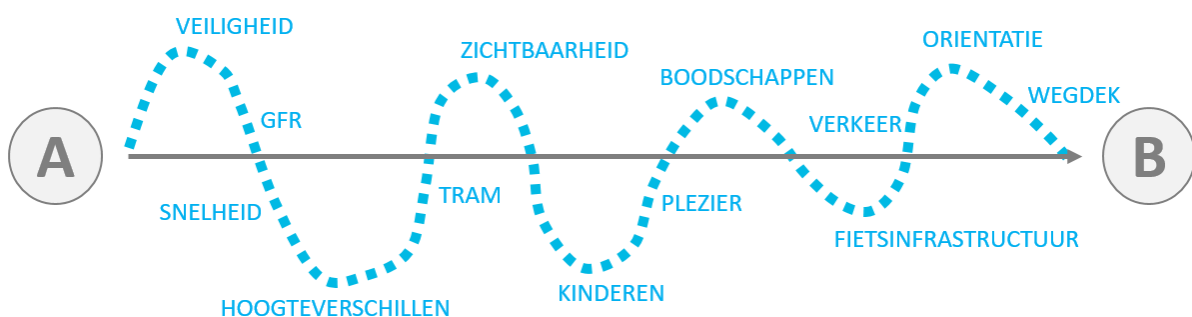 VEILIGHEID
ORIENTATIE
ZICHTBAARHEID
BOODSCHAPPEN
WEGDEK
GFR
VERKEER
A
B
SNELHEID
TRAM
PLEZIER
FIETSINFRASTRUCTUUR
KINDEREN
HOOGTEVERSCHILLEN